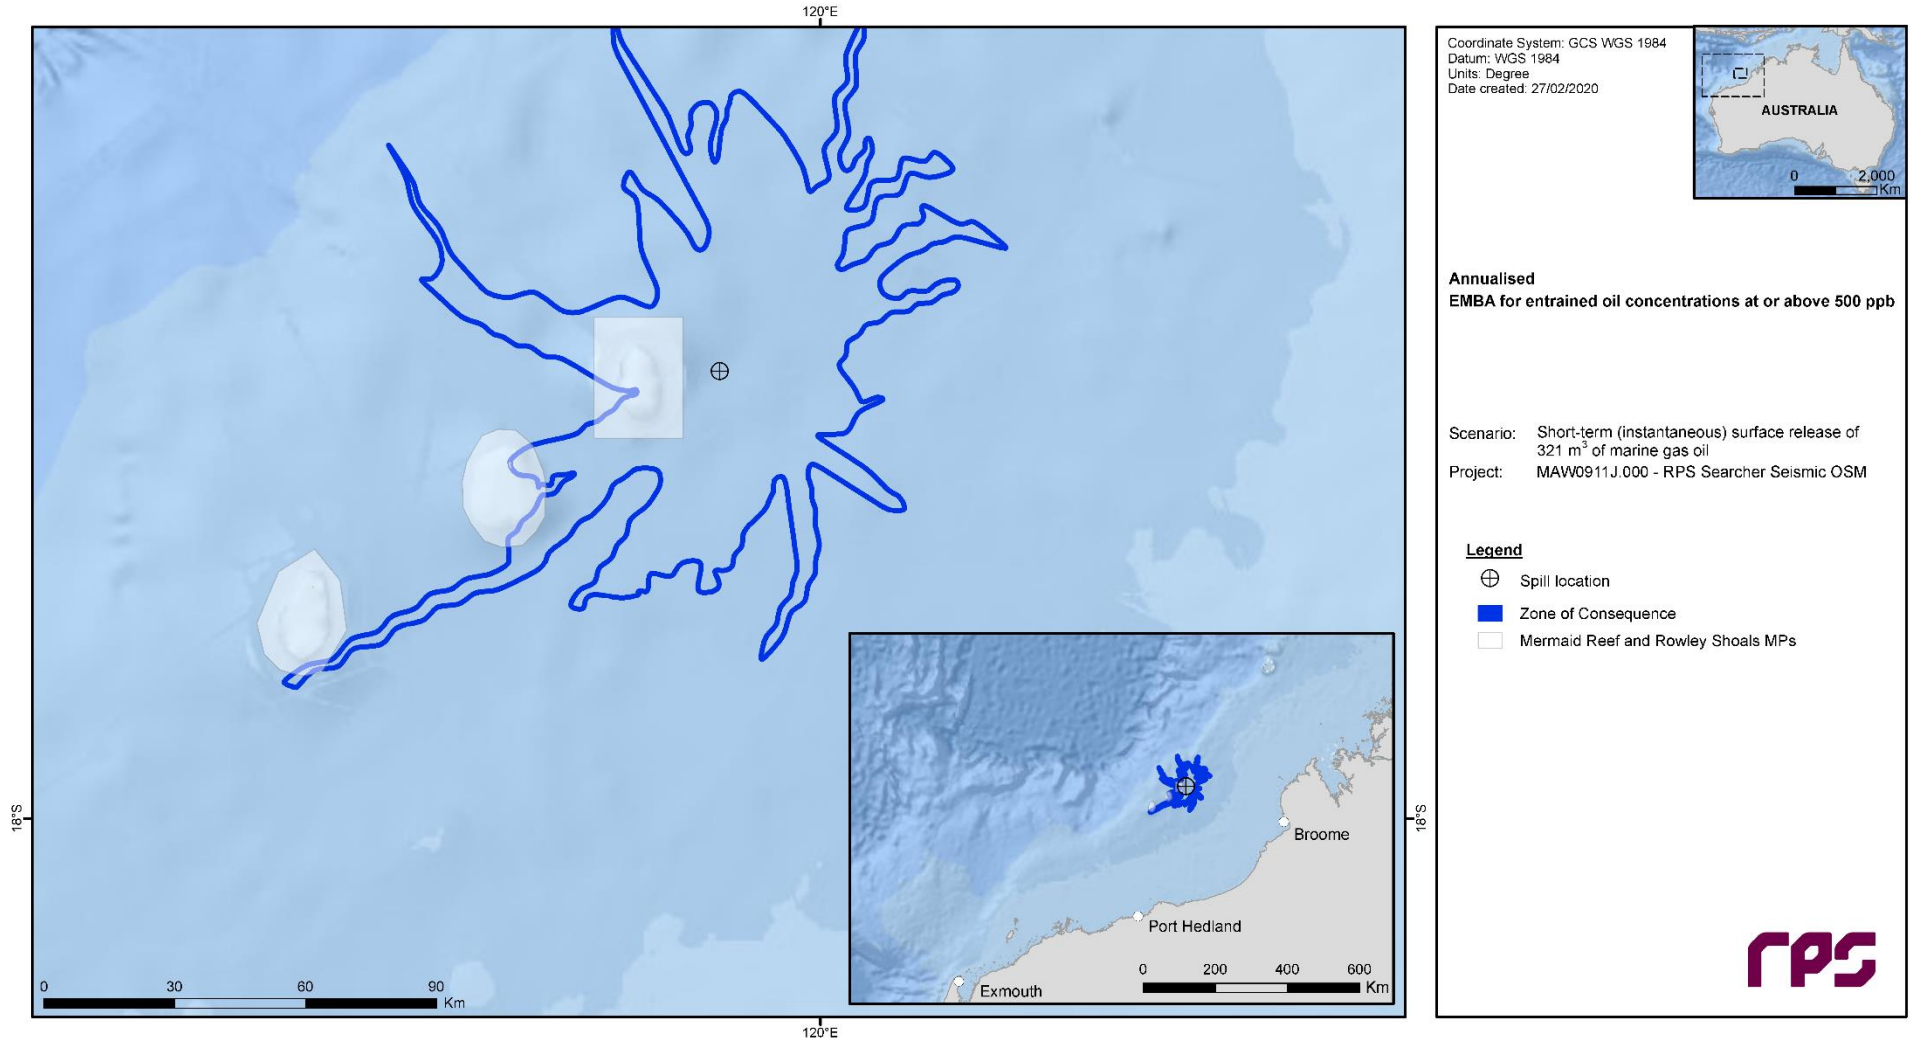 120°E
18°S
18°S
120°E
0 30 60 90
Km
Broome
Port Hedland
Exmouth
0 200 400 600
Km
Coordinate System: GCS WGS 1984
Datum: WGS 1984
Units: Degree
Date created: 27/02/2020
AUSTRALIA
0 2,000
Km
Annualised
EMBA for entrained oil concentrations at or above 500 ppb
Scenario: Short-term (instantaneous) surface release of
321 m³ of marine gas oil
Project: MAW0911J.000 - RPS Searcher Seismic OSM
Legend
Spill location
Zone of Consequence
Mermaid Reef and Rowley Shoals MPs
rps